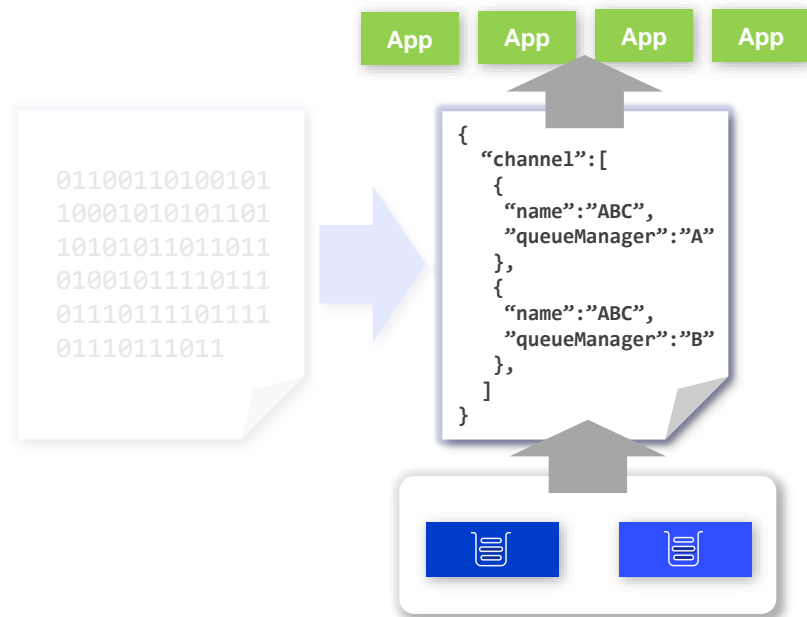 App App App App
01100110100101
10001010101101
10101011011011
01001011110111
01110111101111
01110111011
{
“channel”:[
{
“name”:”ABC”,
”queueManager”:”A”
},
{
“name”:”ABC”,
”queueManager”:”B”
},
]
}